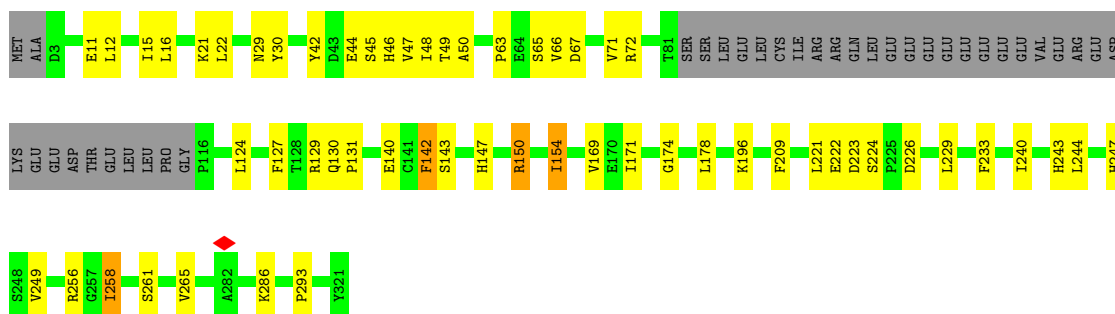 MET ALA D3 E11 L12 I15 L16 K21 L22 N29 Y30 Y42 D43 E44 S45 H46 V47 I48 T49 A50 P63 E64 S65 V66 D67 V71 R72 T81 SER SER LEU GLU LEU CYS ILE ARG ARG GLN LEU GLU GLU GLU GLU GLU GLU GLU GLU VAL ARG GLU ASP
LYS GLU GLU ASP THR GLU LEU LEU PRO GLY P116 L124 F127 T128 R129 Q130 P131 E140 C141 F142 S143 H147 R150 I154 V169 E170 I171 G174 L178 K196 F209 L221 E222 D223 S224 P225 D226 L229 F233 I240 H243 L244 H247
S248 V249 R256 G257 I258 S261 V265 A282 K286 P293 Y321